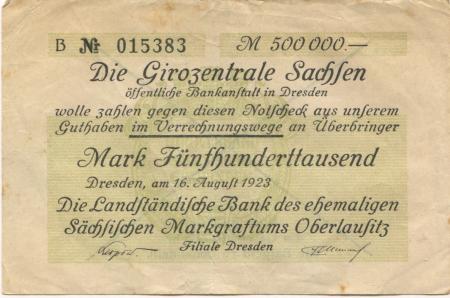 B № 015383 M 500 000.—
Die Girozentrale Sachsen
öffentliche Bankanstalt in Dresden
wolle zahlen gegen diesen Notscheck aus unserem
Guthaben im Verrechnungswege an Überbringer
Mark Fünfhunderttausend
Dresden, am 16. August 1923
Die Landständische Bank des ehemaligen
Sächsischen Markgraftums Oberlausitz
Filiale Dresden